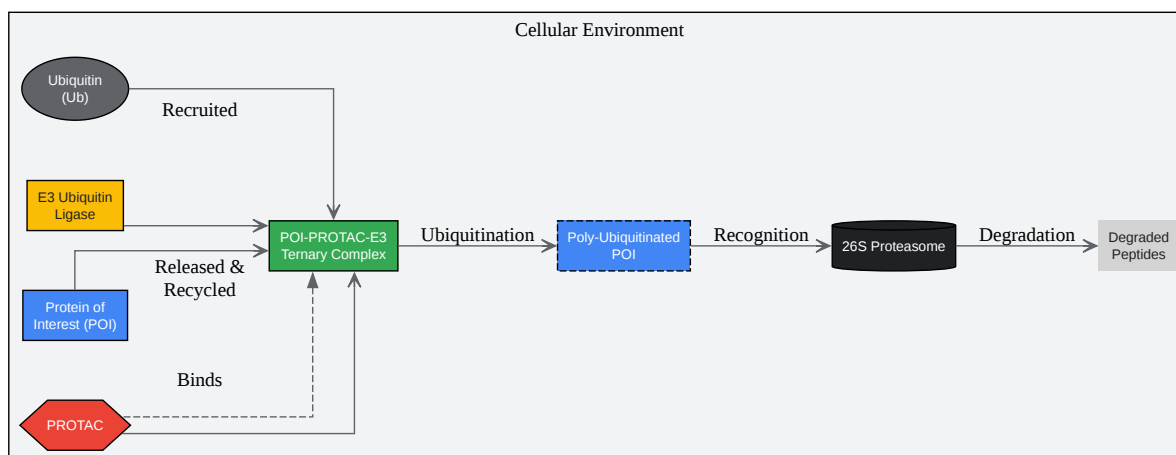 Cellular Environment
Ubiquitin
(Ub)
Recruited
E3 Ubiquitin
Ligase
POI-PROTAC-E3
Ternary Complex
Ubiquitination
Poly-Ubiquitinated
POI
Recognition
26S Proteasome
Degradation
Degraded
Peptides
Released &
Recycled
Protein of
Interest (POI)
Binds
PROTAC